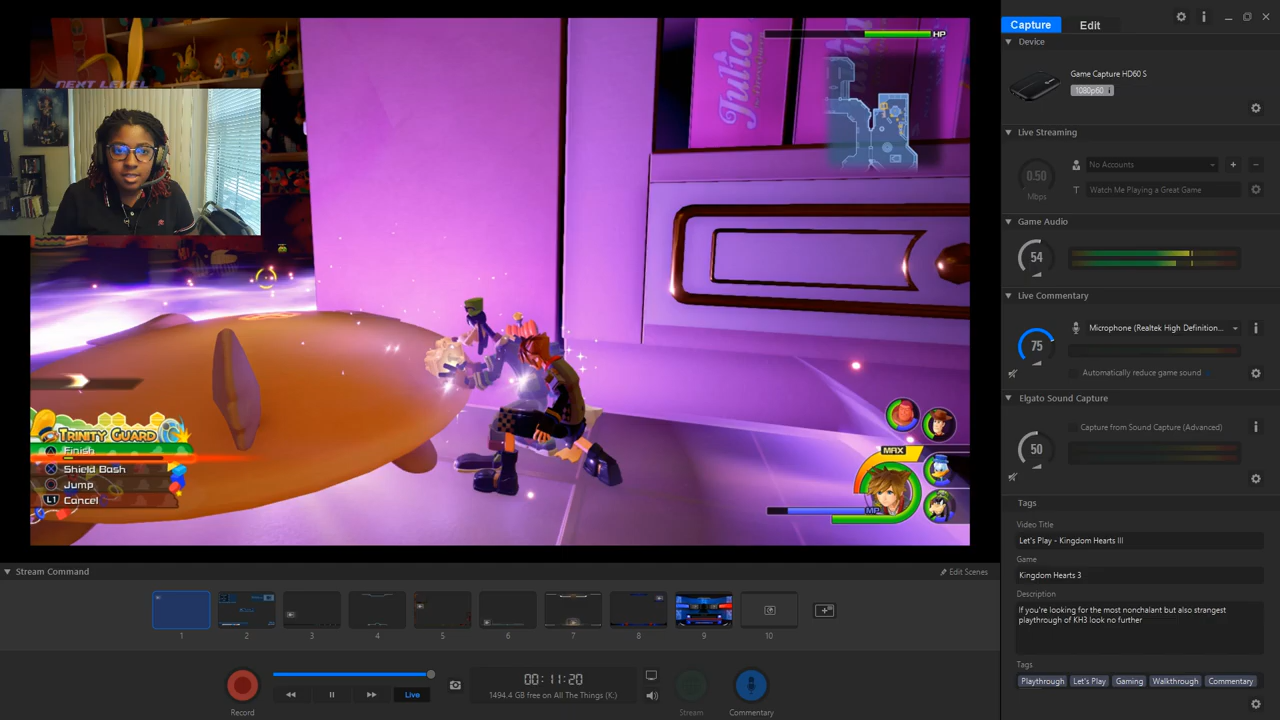 Capture
Edit
Device
Game Capture HD60 S
1080p60
Live Streaming
0.50
Mbps
No Accounts
Watch Me Playing a Great Game
Game Audio
54
Live Commentary
75
Microphone (Realtek High Definition...
Automatically reduce game sound
Elgato Sound Capture
50
Capture from Sound Capture (Advanced)
Tags
Video Title
Let's Play - Kingdom Hearts III
Game
Kingdom Hearts 3
Description
If you're looking for the most nonchalant but also strangest
playthrough of KH3 look no further
Tags
Playthrough
Let's Play
Gaming
Walkthrough
Commentary
NEXT LEVEL
HP
Julia
TRINITY GUARD
Finish
Shield Bash
Jump
L1 Cancel
MAX
MP
Stream Command
Edit Scenes
1 2 3 4 5 6 7 8 9 10
Record
Live
00:11:20
1494.4 GB free on All The Things (K:)
Stream
Commentary